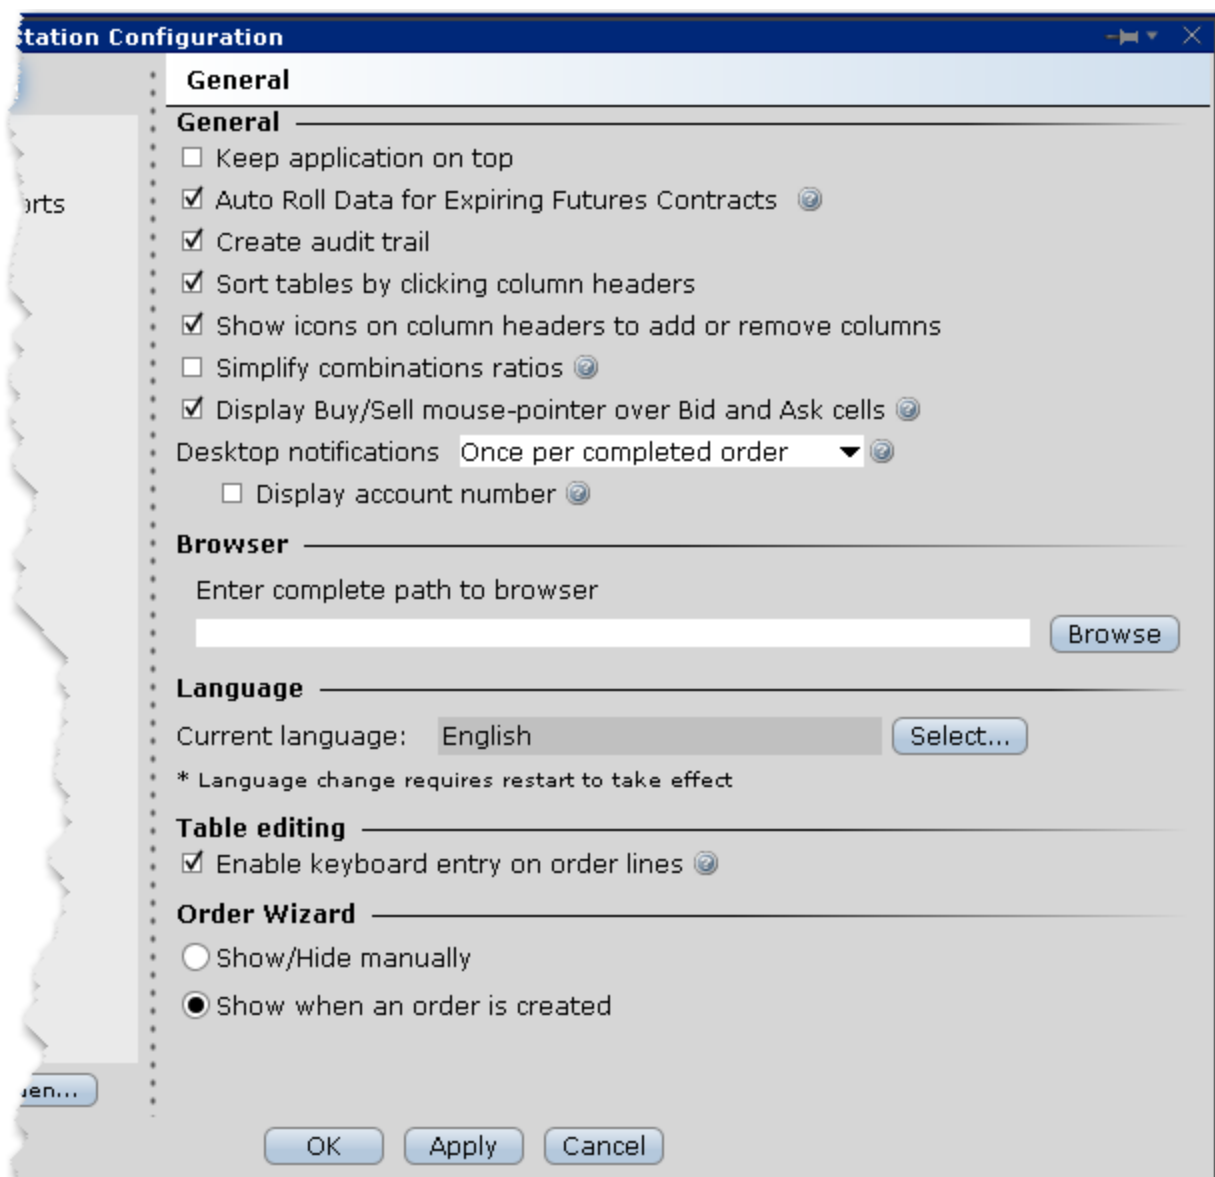 Configuration
General
General
Keep application on top
Auto Roll Data for Expiring Futures Contracts
Create audit trail
Sort tables by clicking column headers
Show icons on column headers to add or remove columns
Simplify combinations ratios
Display Buy/Sell mouse-pointer over Bid and Ask cells
Desktop notifications Once per completed order
Display account number
Browser
Enter complete path to browser
Browse
Language
Current language: English Select...
* Language change requires restart to take effect
Table editing
Enable keyboard entry on order lines
Order Wizard
Show/Hide manually
Show when an order is created
OK Apply Cancel